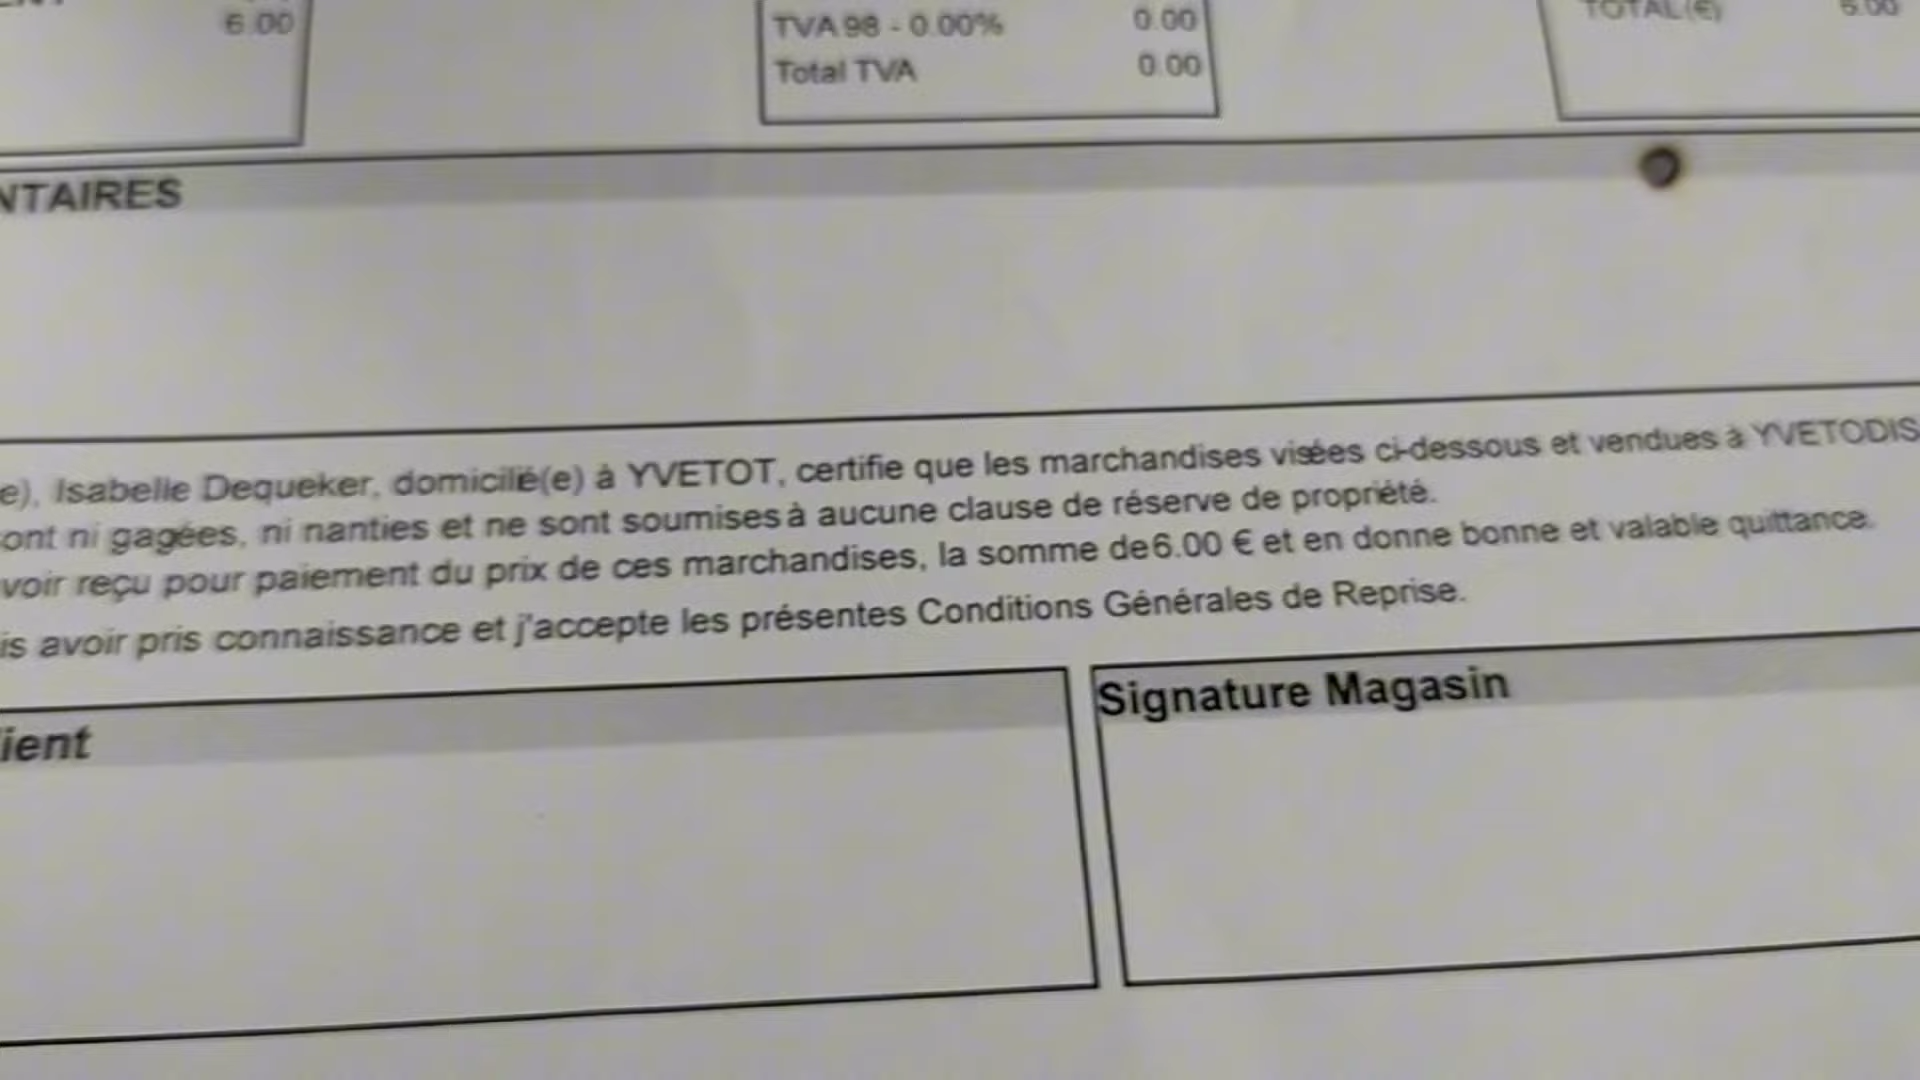 6.00
TVA 98 - 0.00% 0.00
Total TVA 0.00
TOTAL(€) 6.00
NTAIRES
e), Isabelle Dequeker, domicilié(e) à YVETOT, certifie que les marchandises visées ci-dessous et vendues à YVETODIS
ont ni gagées, ni nanties et ne sont soumises à aucune clause de réserve de propriété.
voir reçu pour paiement du prix de ces marchandises, la somme de6.00 € et en donne bonne et valable quittance.
is avoir pris connaissance et j'accepte les présentes Conditions Générales de Reprise.
ient
Signature Magasin